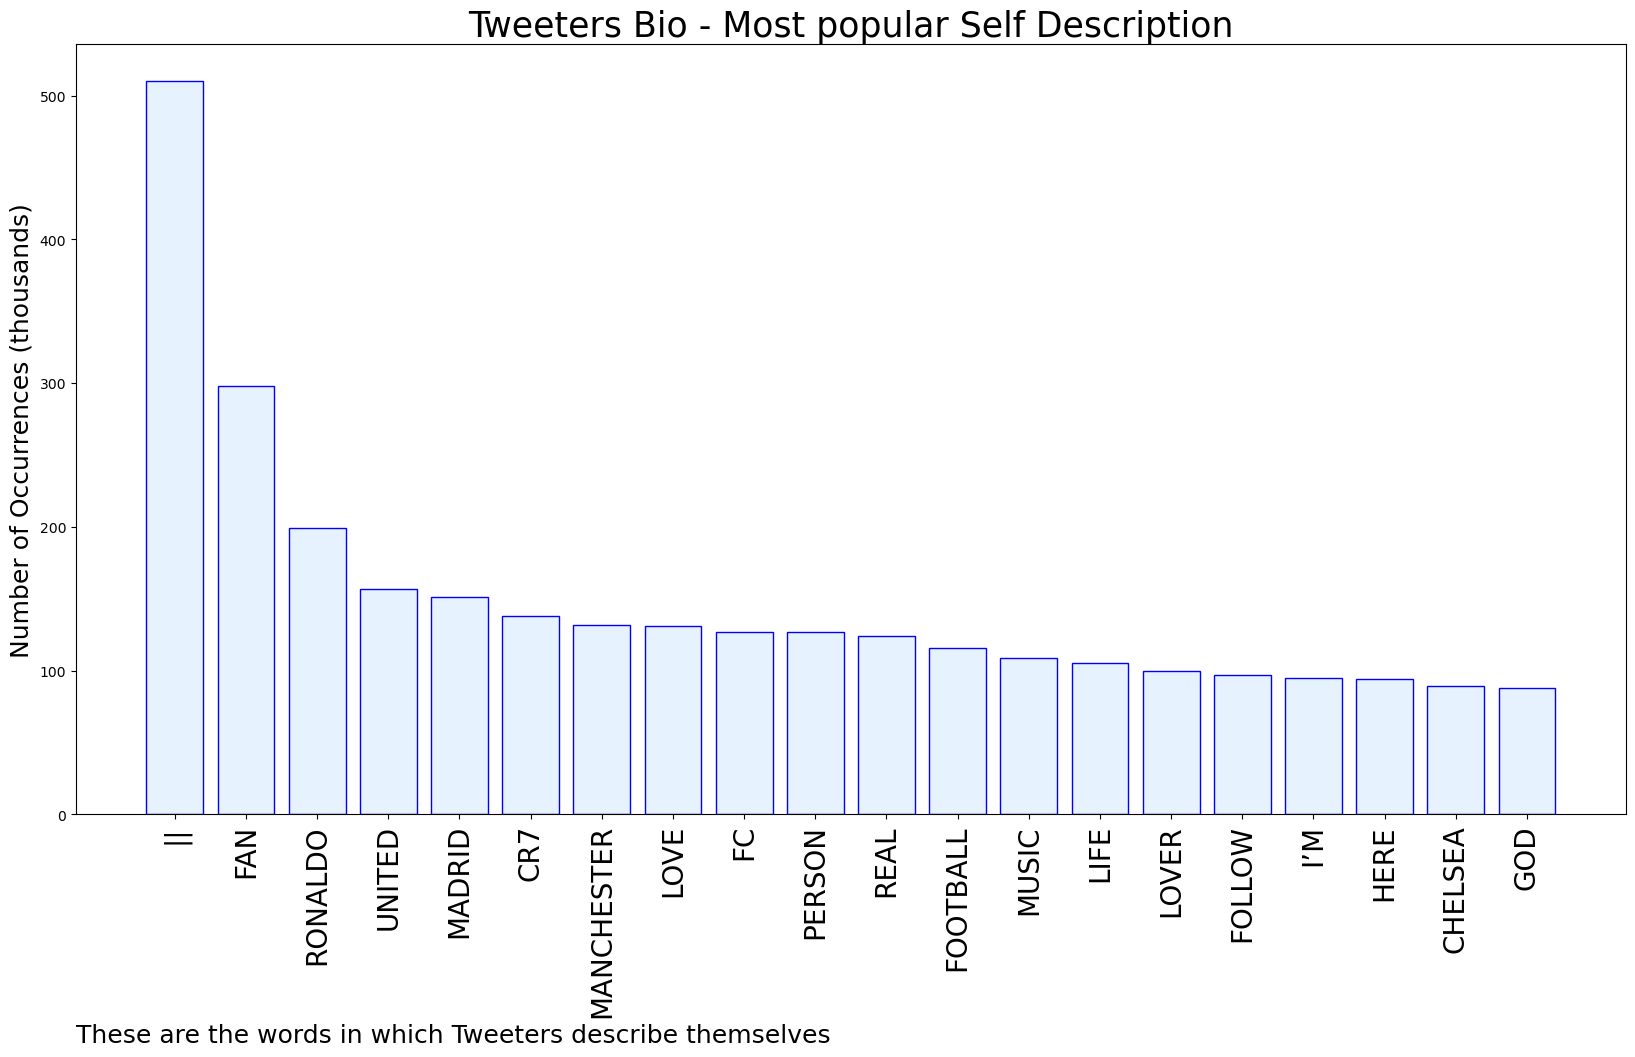 Tweeters Bio - Most popular Self Description
Number of Occurrences (thousands)
500
400
300
200
100
0
||
FAN
RONALDO
UNITED
MADRID
CR7
MANCHESTER
LOVE
FC
PERSON
REAL
FOOTBALL
MUSIC
LIFE
LOVER
FOLLOW
I’M
HERE
CHELSEA
GOD
These are the words in which Tweeters describe themselves